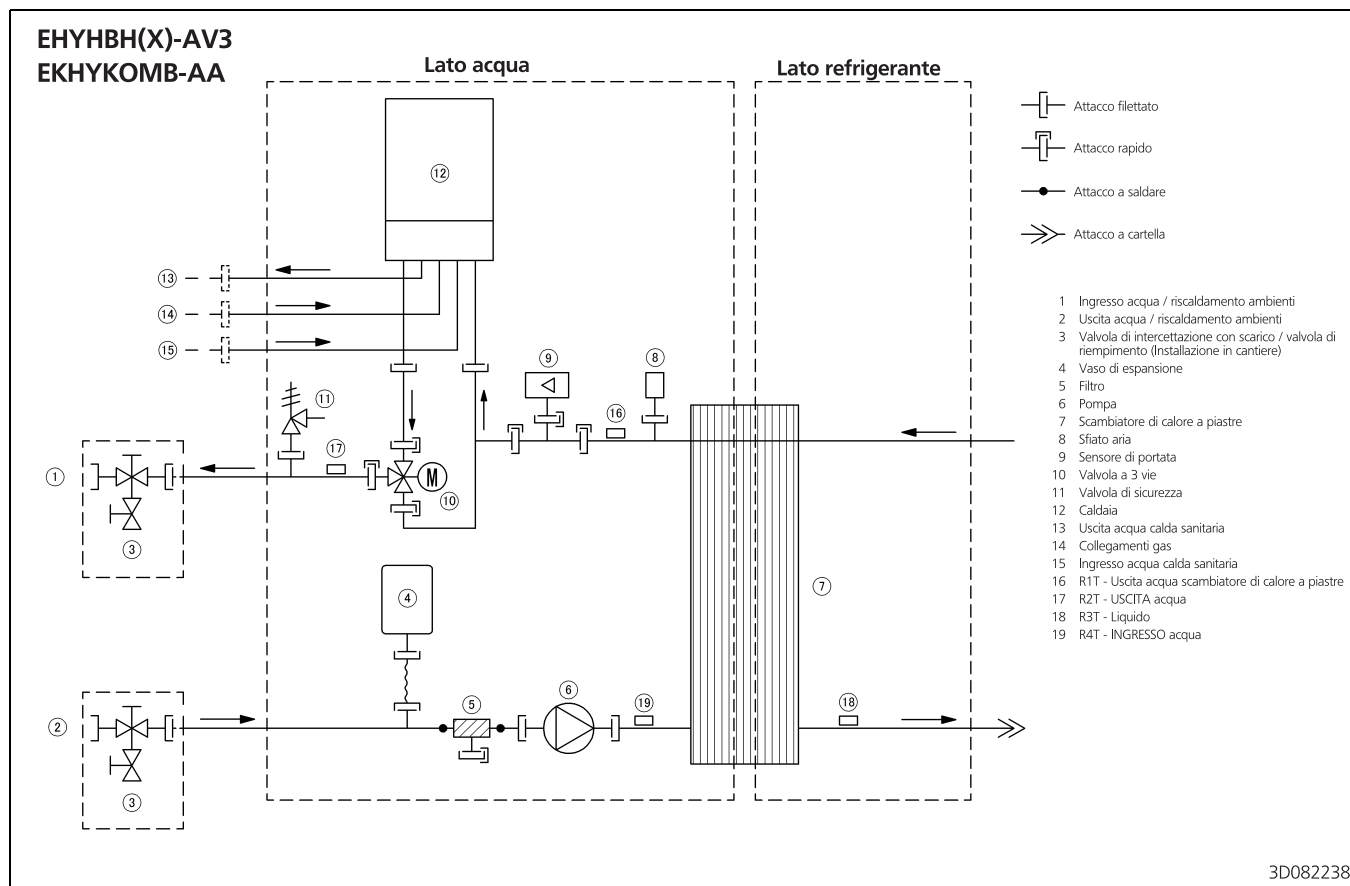 EHYHBH(X)-AV3
EKHYKOMB-AA
Lato acqua
Lato refrigerante
Attacco filettato
Attacco rapido
Attacco a saldare
Attacco a cartella
12
13
14
15
11
9
8
16
17
M
10
1
3
4
7
2
3
5
6
19
18
1 Ingresso acqua / riscaldamento ambienti
2 Uscita acqua / riscaldamento ambienti
3 Valvola di intercettazione con scarico / valvola di
riempimento (Installazione in cantiere)
4 Vaso di espansione
5 Filtro
6 Pompa
7 Scambiatore di calore a piastre
8 Sfiato aria
9 Sensore di portata
10 Valvola a 3 vie
11 Valvola di sicurezza
12 Caldaia
13 Uscita acqua calda sanitaria
14 Collegamenti gas
15 Ingresso acqua calda sanitaria
16 R1T - Uscita acqua scambiatore di calore a piastre
17 R2T - USCITA acqua
18 R3T - Liquido
19 R4T - INGRESSO acqua
3D082238